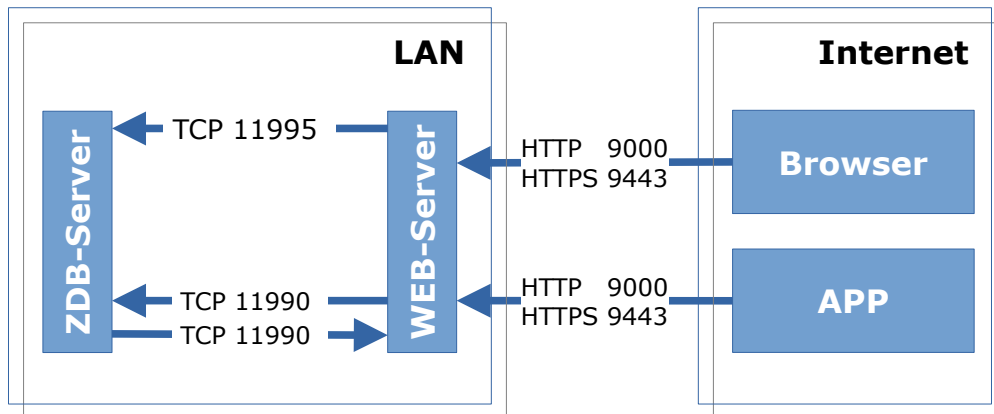 LAN
Internet
ZDB-Server
TCP 11995
WEB-Server
HTTP 9000
HTTPS 9443
Browser
TCP 11990
TCP 11990
HTTP 9000
HTTPS 9443
APP